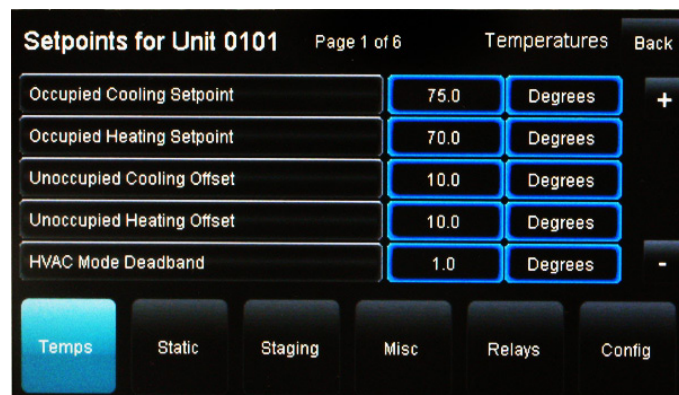 Setpoints for Unit 0101 Page 1 of 6 Temperatures Back
Occupied Cooling Setpoint 75.0 Degrees +
Occupied Heating Setpoint 70.0 Degrees
Unoccupied Cooling Offset 10.0 Degrees
Unoccupied Heating Offset 10.0 Degrees
HVAC Mode Deadband 1.0 Degrees -
Temps Static Staging Misc Relays Config